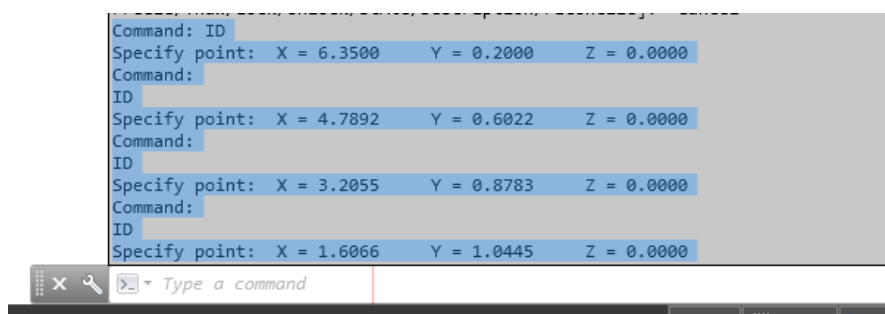 Command: ID
Specify point:  X = 6.3500     Y = 0.2000     Z = 0.0000
Command:
ID
Specify point:  X = 4.7892     Y = 0.6022     Z = 0.0000
Command:
ID
Specify point:  X = 3.2055     Y = 0.8783     Z = 0.0000
Command:
ID
Specify point:  X = 1.6066     Y = 1.0445     Z = 0.0000
Type a command